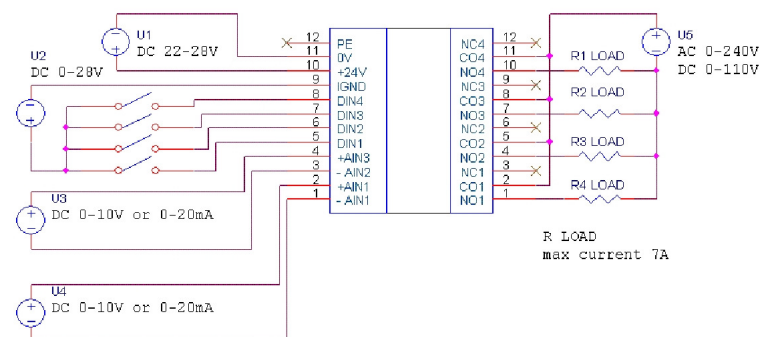 U1
DC 22-28V
U2
DC 0-28V
12 PE
11 0V
10 +24V
9 IGND
8 DIN4
7 DIN3
6 DIN2
5 DIN1
4 +AIN3
3 - AIN2
2 +AIN1
1 - AIN1
NC4 12
CO4 11
NO4 10
NC3 9
CO3 8
NO3 7
NC2 6
CO2 5
NO2 4
NC1 3
CO1 2
NO1 1
U5
AC 0-240V
DC 0-110V
R1 LOAD
R2 LOAD
R3 LOAD
R4 LOAD
R LOAD
max current 7A
U3
DC 0-10V or 0-20mA
U4
DC 0-10V or 0-20mA